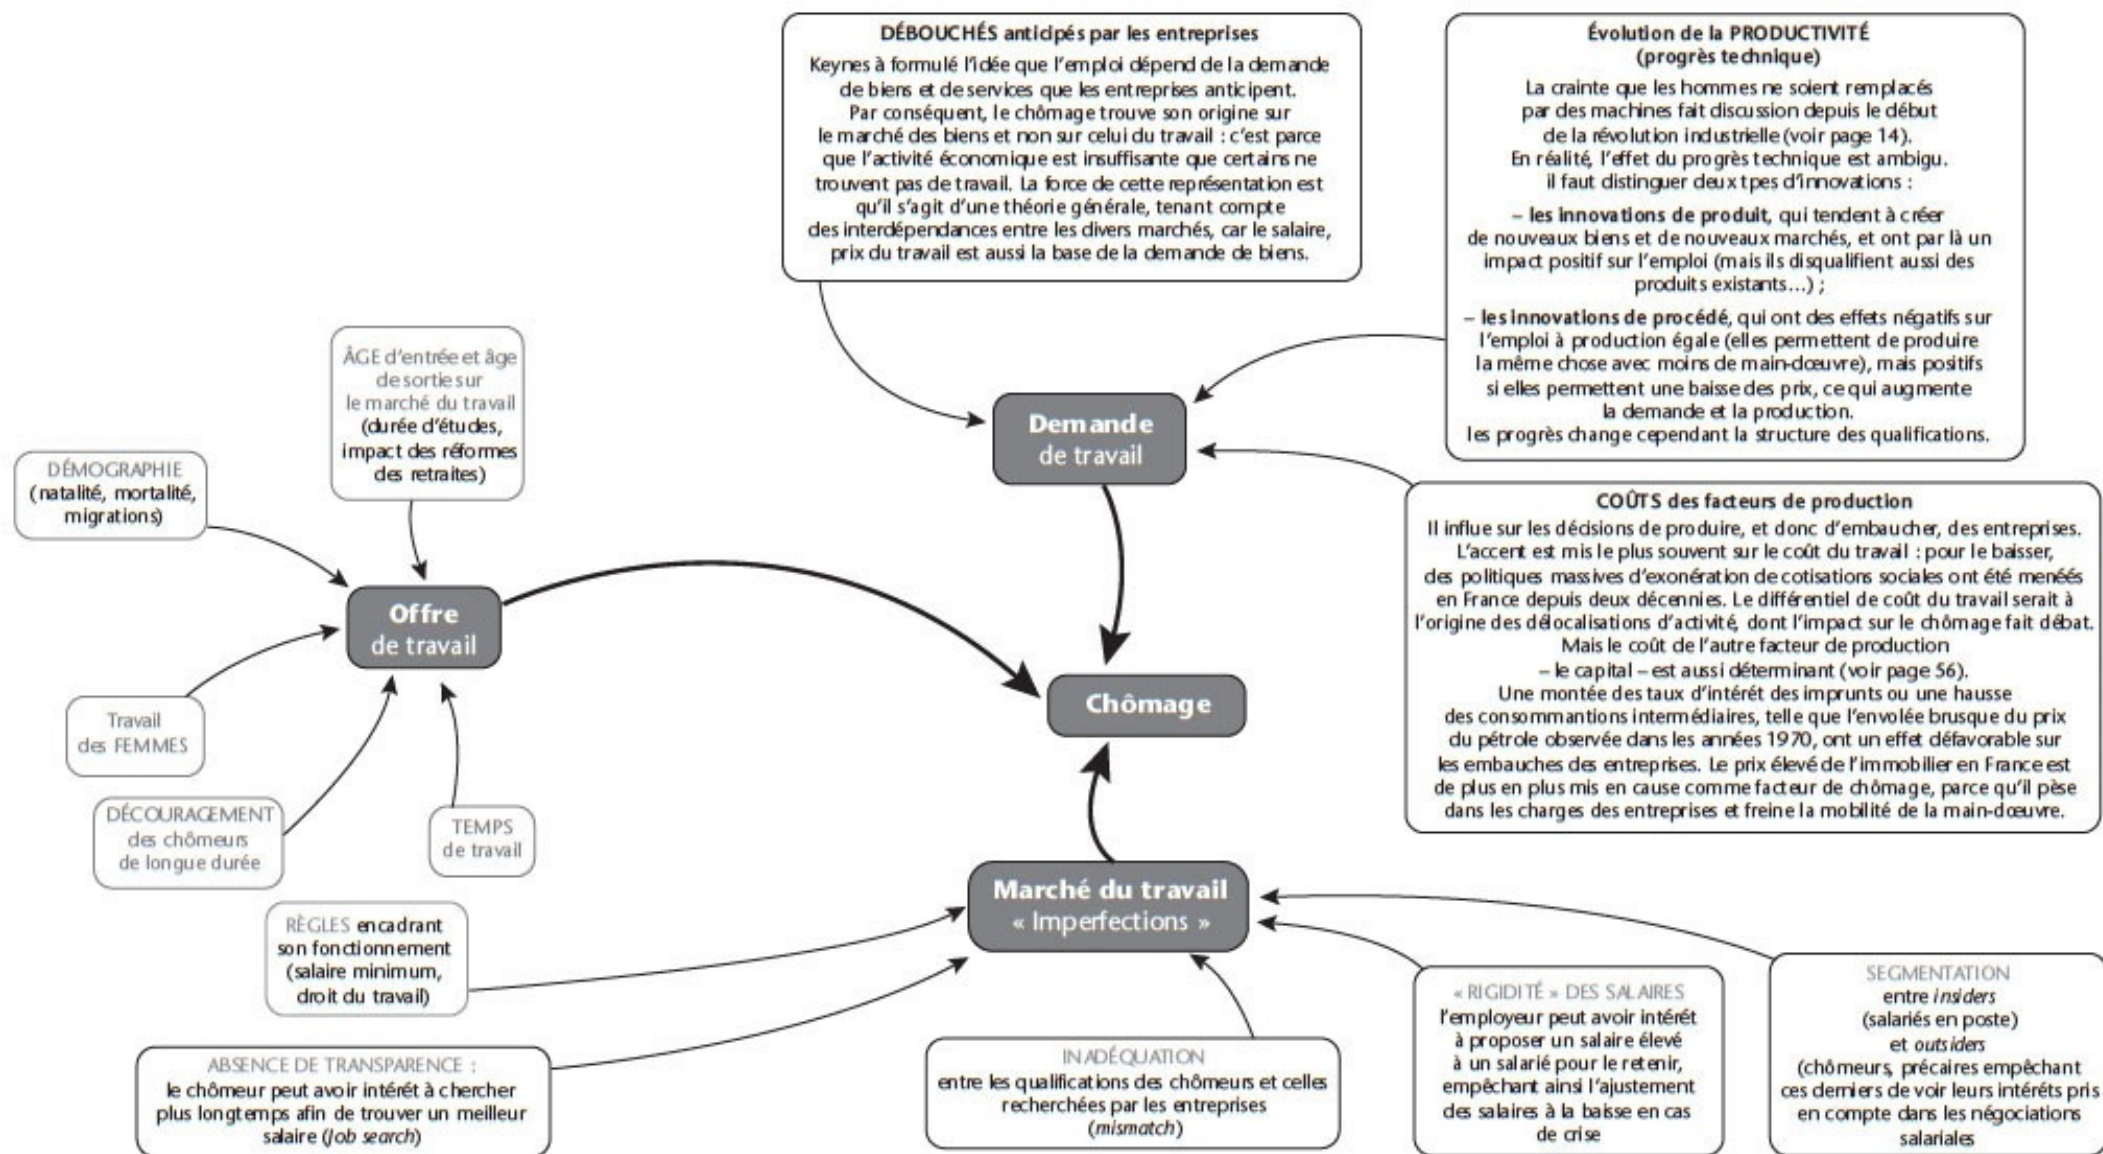 DÉBOUCHÉS anticipés par les entreprises
Keynes à formulé l'idée que l'emploi dépend de la demande
de biens et de services que les entreprises anticipent.
Par conséquent, le chômage trouve son origine sur
le marché des biens et non sur celui du travail : c'est parce
que l'activité économique est insuffisante que certains ne
trouvent pas de travail. La force de cette représentation est
qu'il s'agit d'une théorie générale, tenant compte
des interdépendances entre les divers marchés, car le salaire,
prix du travail est aussi la base de la demande de biens.
Évolution de la PRODUCTIVITÉ
(progrès technique)
La crainte que les hommes ne soient remplacés
par des machines fait discussion depuis le début
de la révolution industrielle (voir page 14).
En réalité, l'effet du progrès technique est ambigu.
il faut distinguer deux tpes d'innovations :
– les innovations de produit, qui tendent à créer
de nouveaux biens et de nouveaux marchés, et ont par là un
impact positif sur l'emploi (mais ils disqualifient aussi des
produits existants…) ;
– les innovations de procédé, qui ont des effets négatifs sur
l'emploi à production égale (elles permettent de produire
la même chose avec moins de main-dœuvre), mais positifs
si elles permettent une baisse des prix, ce qui augmente
la demande et la production.
les progrès change cependant la structure des qualifications.
ÂGE d'entrée et âge
de sortie sur
le marché du travail
(durée d'études,
impact des réformes
des retraites)
Demande
de travail
DÉMOGRAPHIE
(natalité, mortalité,
migrations)
COÛTS des facteurs de production
Il influe sur les décisions de produire, et donc d'embaucher, des entreprises.
L'accent est mis le plus souvent sur le coût du travail : pour le baisser,
des politiques massives d'exonération de cotisations sociales ont été menéés
en France depuis deux décennies. Le différentiel de coût du travail serait à
l'origine des délocalisations d'activité, dont l'impact sur le chômage fait débat.
Mais le coût de l'autre facteur de production
– le capital – est aussi déterminant (voir page 56).
Une montée des taux d'intérêt des imprunts ou une hausse
des consommantions intermédiaires, telle que l'envolée brusque du prix
du pétrole observée dans les années 1970, ont un effet défavorable sur
les embauches des entreprises. Le prix élevé de l'immobilier en France est
de plus en plus mis en cause comme facteur de chômage, parce qu'il pèse
dans les charges des entreprises et freine la mobilité de la main-dœuvre.
Offre
de travail
Chômage
Travail
des FEMMES
DÉCOURAGEMENT
des chômeurs
de longue durée
TEMPS
de travail
Marché du travail
« Imperfections »
RÈGLES encadrant
son fonctionnement
(salaire minimum,
droit du travail)
ABSENCE DE TRANSPARENCE :
le chômeur peut avoir intérêt à chercher
plus longtemps afin de trouver un meilleur
salaire (Job search)
INADÉQUATION
entre les qualifications des chômeurs et celles
recherchées par les entreprises
(mismatch)
« RIGIDITÉ » DES SALAIRES
l'employeur peut avoir intérêt
à proposer un salaire élevé
à un salarié pour le retenir,
empêchant ainsi l'ajustement
des salaires à la baisse en cas
de crise
SEGMENTATION
entre insiders
(salariés en poste)
et outsiders
(chômeurs, précaires empêchant
ces derniers de voir leurs intérêts pris
en compte dans les négociations
salariales